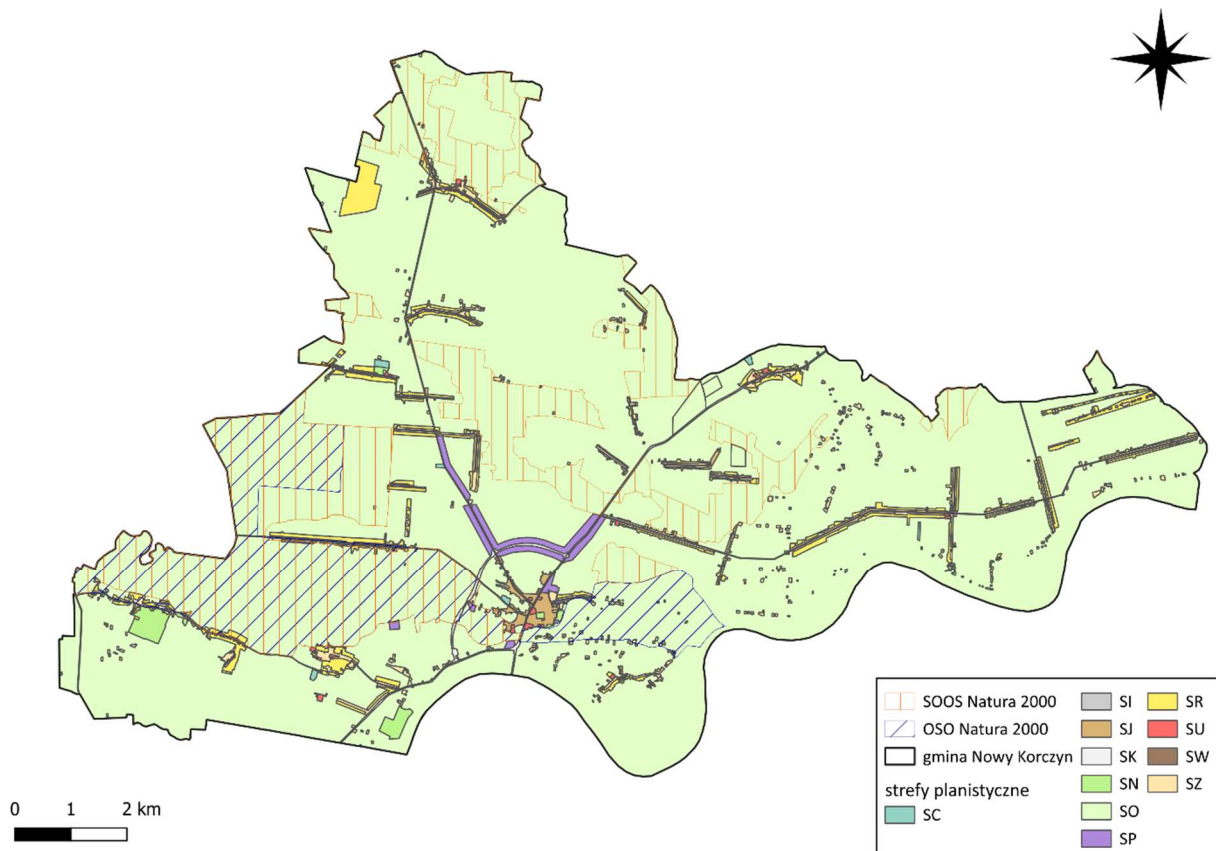 0 1 2 km
SOOS Natura 2000
OSO Natura 2000
gmina Nowy Korczyn
strefy planistyczne
SC
SI
SJ
SK
SN
SO
SP
SR
SU
SW
SZ